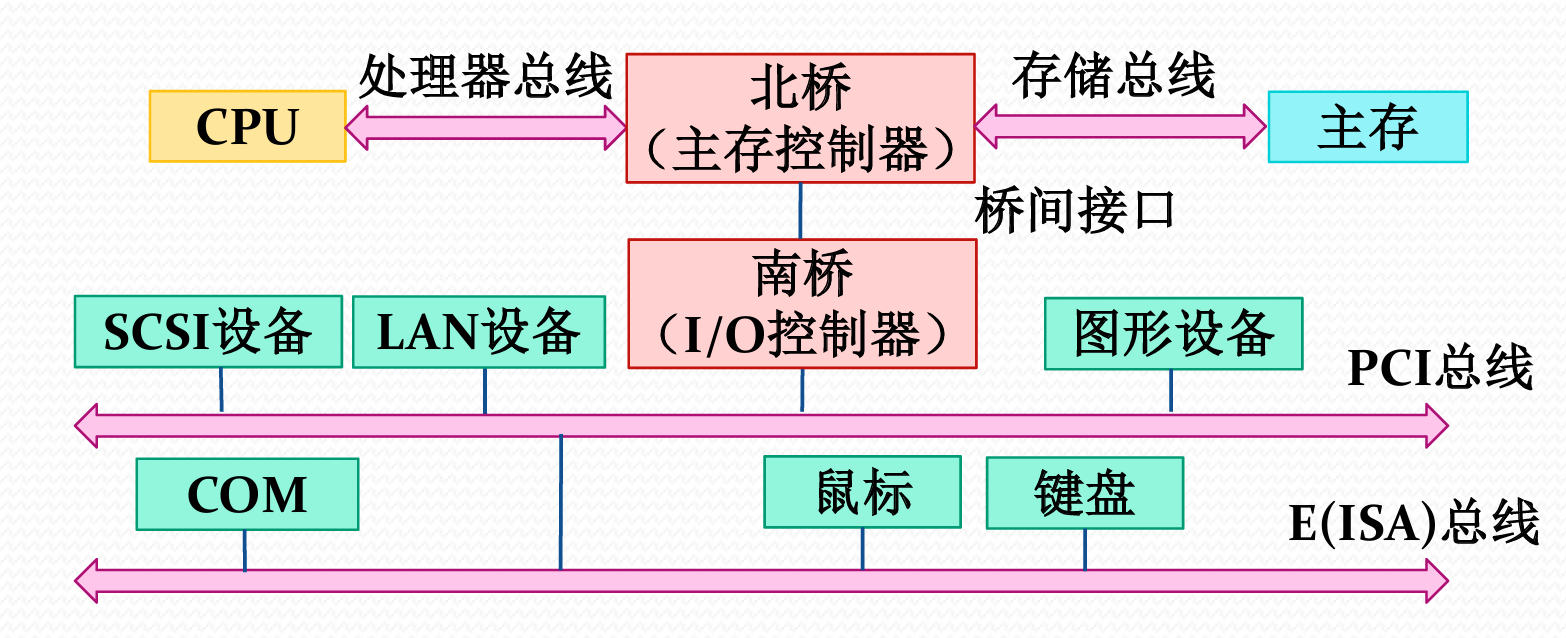 处理器总线
存储总线
CPU
北桥
（主存控制器）
主存
桥间接口
南桥
（I/O控制器）
SCSI设备
LAN设备
图形设备
PCI总线
COM
鼠标
键盘
E(ISA)总线